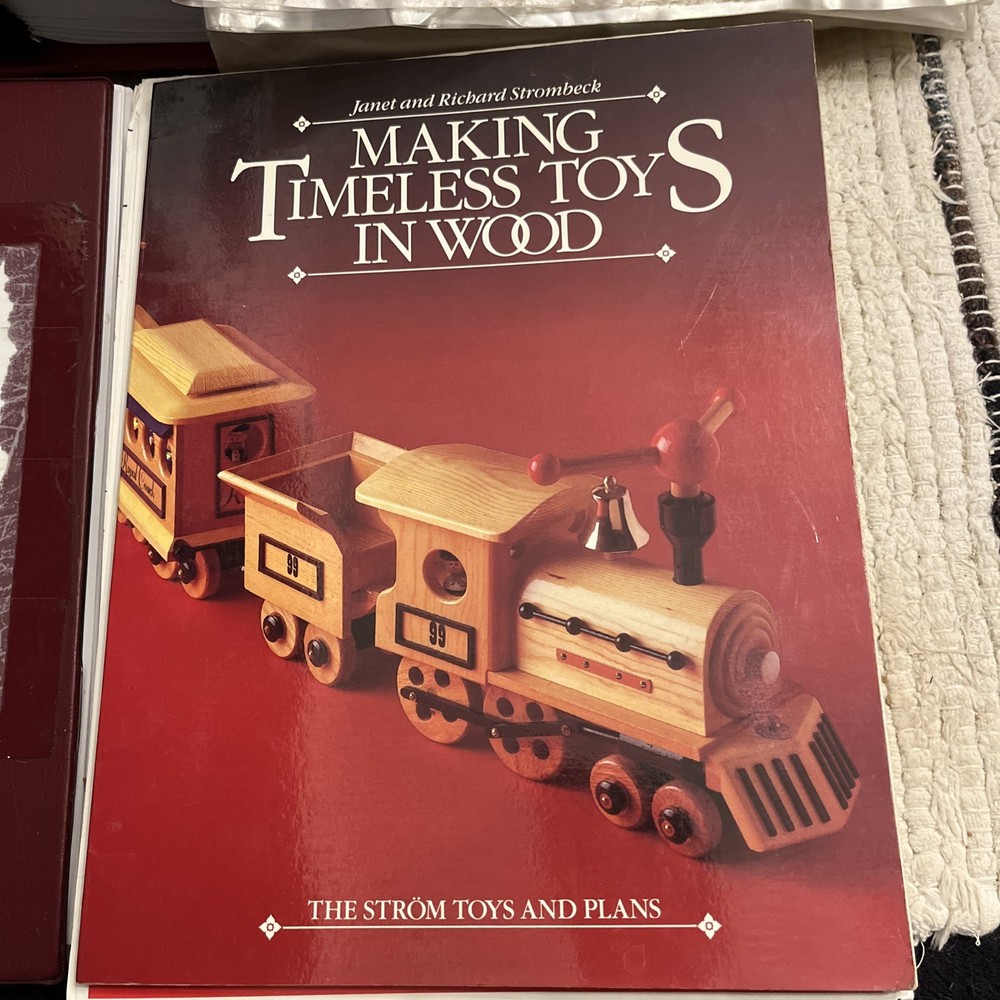 Janet and Richard Strombeck
MAKING
TIMELESS TOYS
IN WOOD
99
99
THE STRÖM TOYS AND PLANS